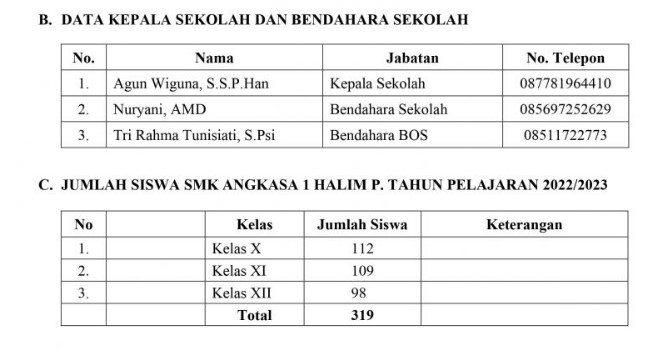 B. DATA KEPALA SEKOLAH DAN BENDAHARA SEKOLAH
No. Nama Jabatan No. Telepon
1. Agun Wiguna, S.S.P.Han Kepala Sekolah 087781964410
2. Nuryani, AMD Bendahara Sekolah 085697252629
3. Tri Rahma Tunisiati, S.Psi Bendahara BOS 08511722773
C. JUMLAH SISWA SMK ANGKASA 1 HALIM P. TAHUN PELAJARAN 2022/2023
No Kelas Jumlah Siswa Keterangan
1. Kelas X 112
2. Kelas XI 109
3. Kelas XII 98
Total 319